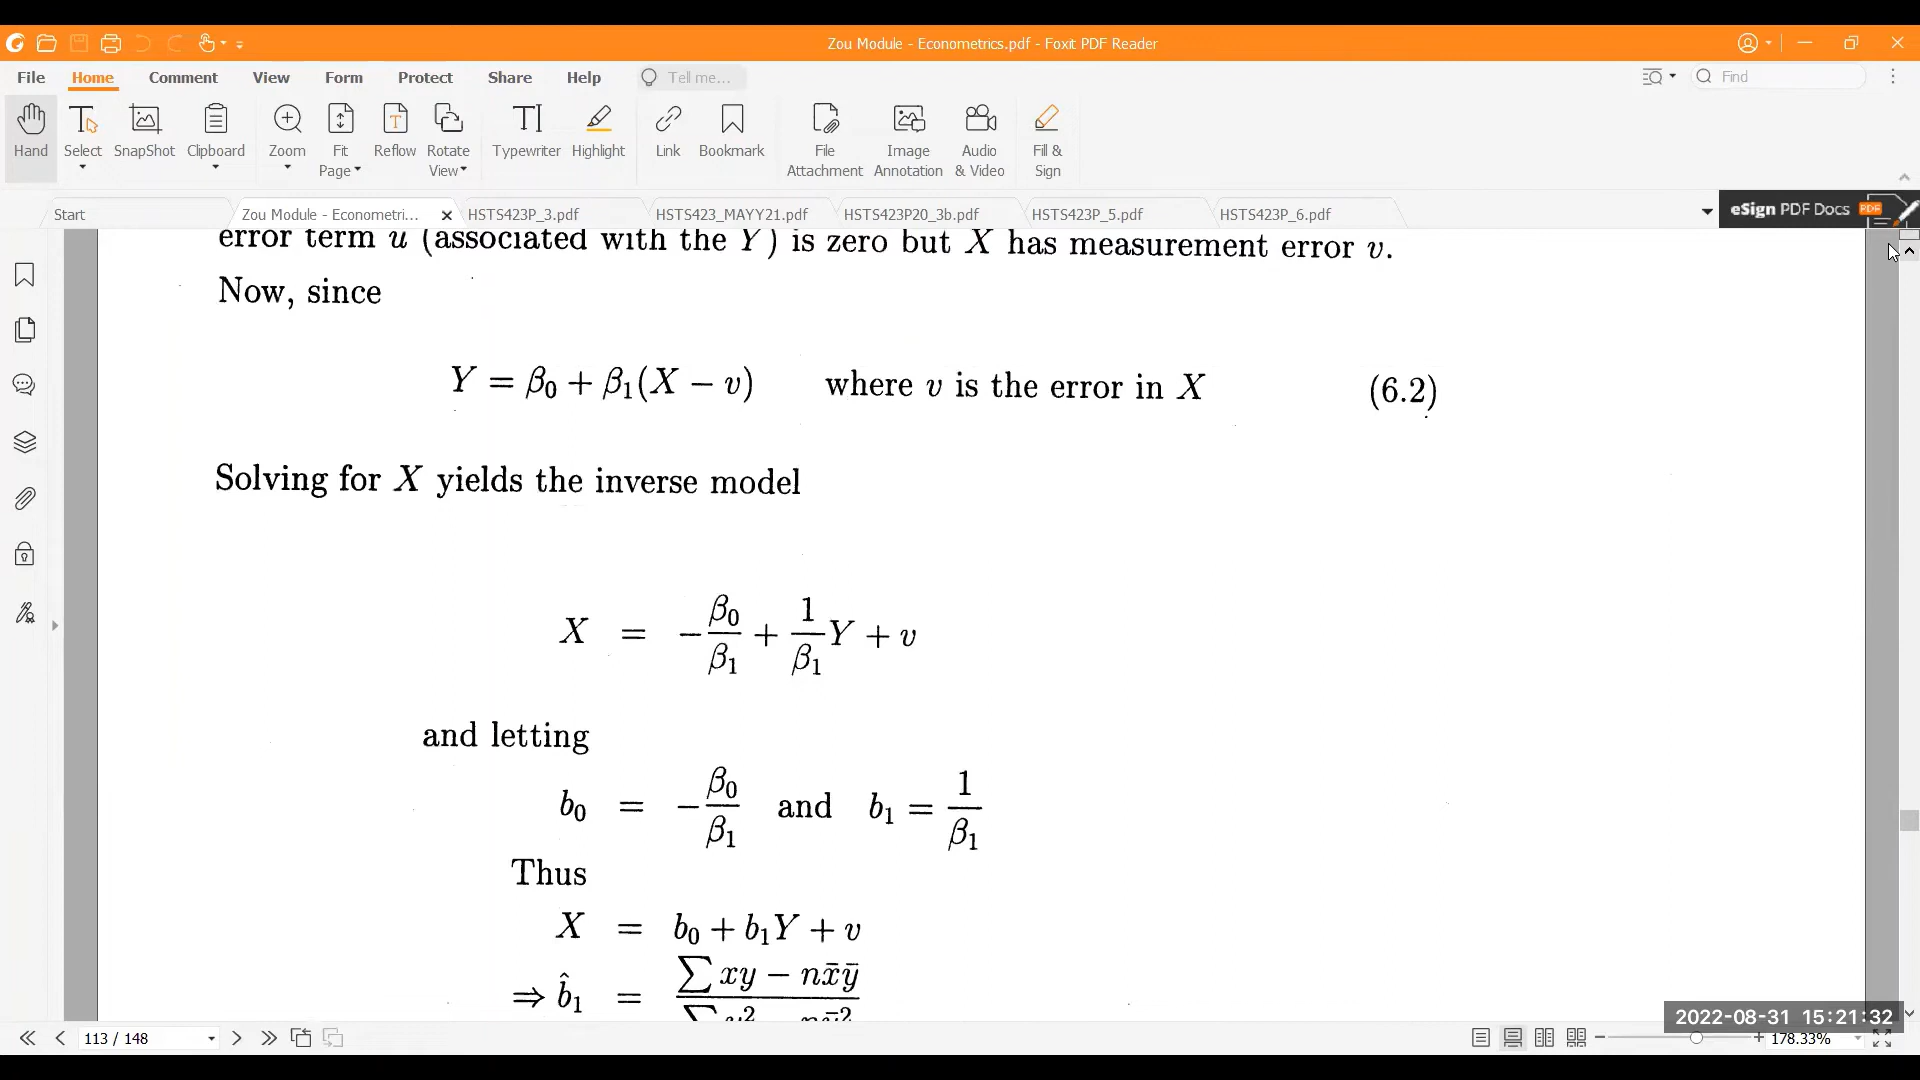 Zou Module - Econometrics.pdf - Foxit PDF Reader
File Home Comment View Form Protect Share Help Tell me... Find
Hand Select SnapShot Clipboard Zoom Fit Page Reflow Rotate View Typewriter Highlight Link Bookmark File Attachment Image Annotation Audio & Video Fill & Sign
Start Zou Module - Econometri... HSTS423P_3.pdf HSTS423_MAYY21.pdf HSTS423P20_3b.pdf HSTS423P_5.pdf HSTS423P_6.pdf eSign PDF Docs PDF
error term u (associated with the Y) is zero but X has measurement error v.
Now, since
Y = β₀ + β₁(X − v) where v is the error in X (6.2)
Solving for X yields the inverse model
X = −β₀/β₁ + 1/β₁ Y + v
and letting
b₀ = −β₀/β₁ and b₁ = 1/β₁
Thus
X = b₀ + b₁Y + v
⇒ b̂₁ = ∑ xy − nx̄ȳ / ∑ y² − nȳ²
2022-08-31 15:21:32
113 / 148 178.33%